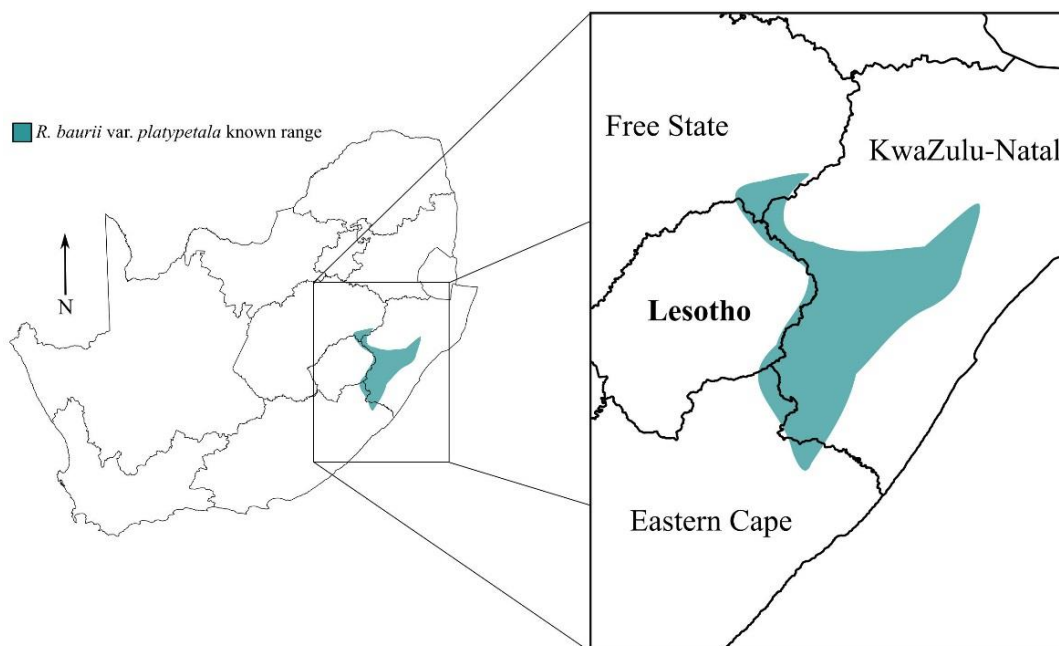 R. baurii var. platypetala known range
N
Free State
KwaZulu-Natal
Lesotho
Eastern Cape